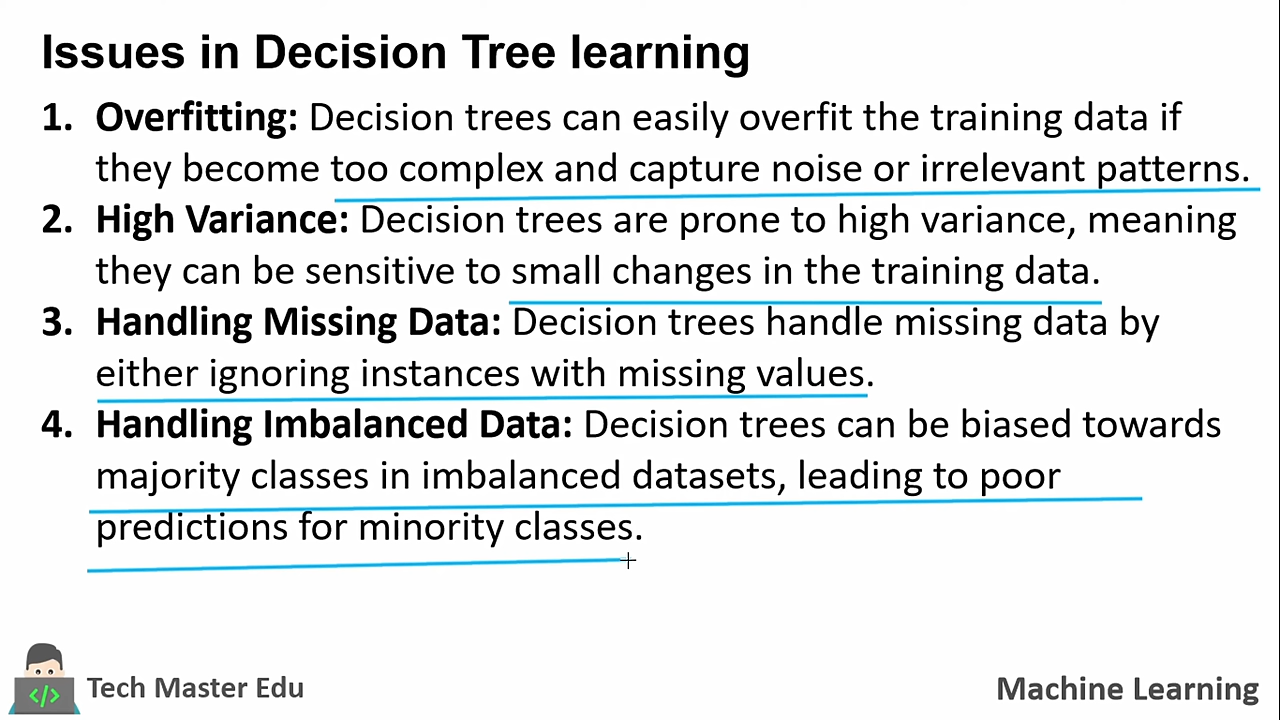 Issues in Decision Tree learning
1. Overfitting: Decision trees can easily overfit the training data if
they become too complex and capture noise or irrelevant patterns.
2. High Variance: Decision trees are prone to high variance, meaning
they can be sensitive to small changes in the training data.
3. Handling Missing Data: Decision trees handle missing data by
either ignoring instances with missing values.
4. Handling Imbalanced Data: Decision trees can be biased towards
majority classes in imbalanced datasets, leading to poor
predictions for minority classes.
</>
Tech Master Edu
Machine Learning